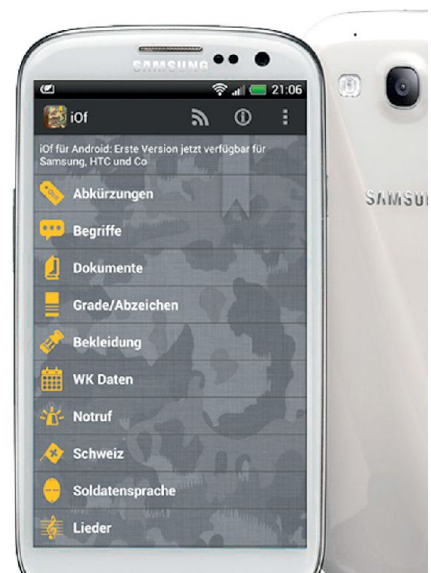 SAMSUNG
21:06
iOf
iOf für Android: Erste Version jetzt verfügbar für
Samsung, HTC und Co
Abkürzungen
Begriffe
Dokumente
Grade/Abzeichen
Bekleidung
WK Daten
Notruf
Schweiz
Soldatensprache
Lieder
SAMSU